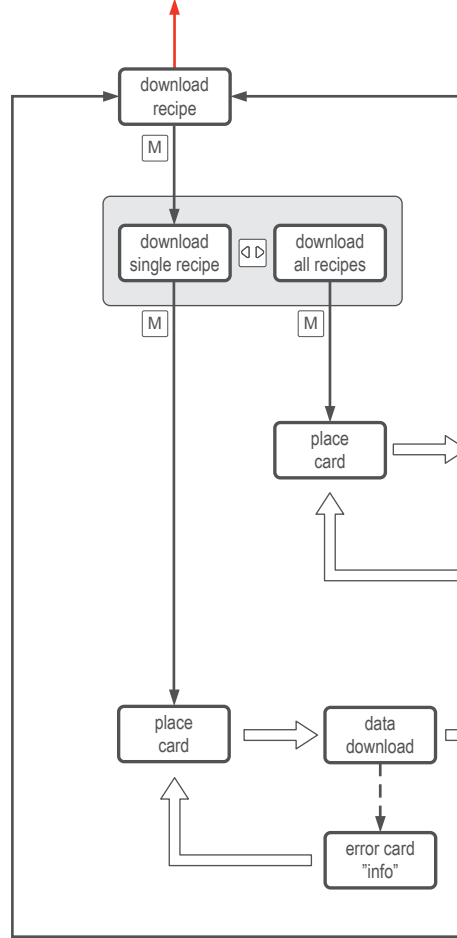 download
recipe
M
download
single recipe
download
all recipes
M
M
place
card
place
card
data
download
error card
"info"